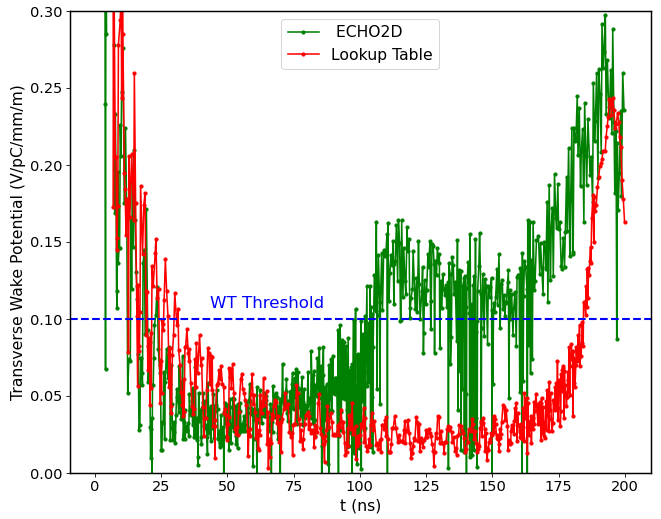 0.30
0.25
0.20
0.15
0.10
0.05
0.00
Transverse Wake Potential (V/pC/mm/m)
ECHO2D
Lookup Table
WT Threshold
0 25 50 75 100 125 150 175 200
t (ns)